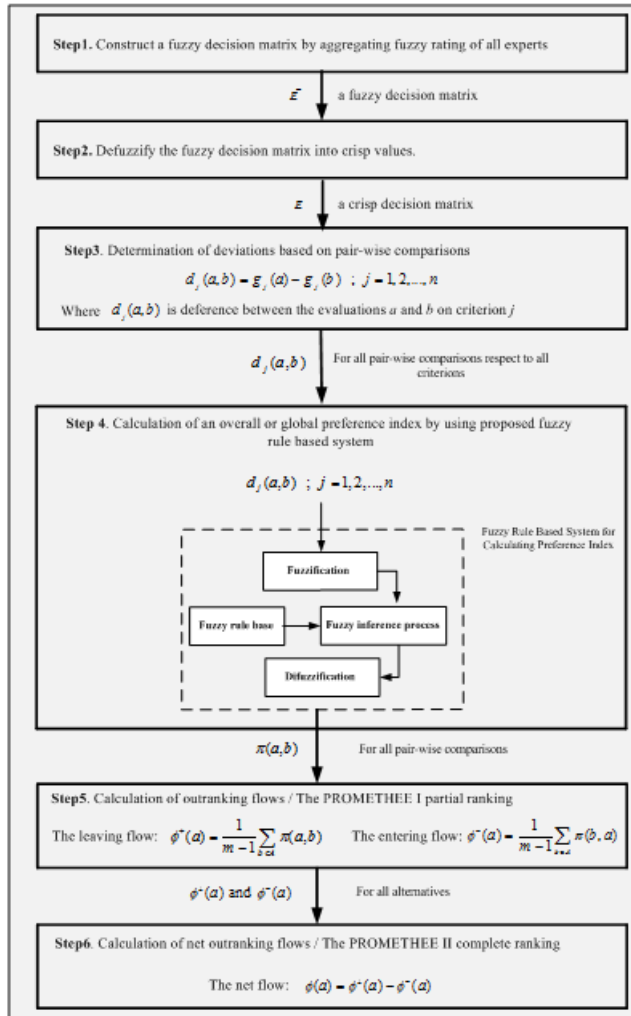 Step1. Construct a fuzzy decision matrix by aggregating fuzzy rating of all experts
Ẽ a fuzzy decision matrix
Step2. Defuzzify the fuzzy decision matrix into crisp values.
E a crisp decision matrix
Step3. Determination of deviations based on pair-wise comparisons
d_j(a,b) = g_j(a) − g_j(b) ; j = 1,2,...,n
Where d_j(a,b) is deference between the evaluations a and b on criterion j
d_j(a,b) For all pair-wise comparisons respect to all
criterions
Step 4. Calculation of an overall or global preference index by using proposed fuzzy
rule based system
d_j(a,b) ; j = 1,2,...,n
Fuzzy Rule Based System for
Calculating Preference Index
Fuzzification
Fuzzy rule base
Fuzzy inference process
Difuzzification
π(a,b) For all pair-wise comparisons
Step5. Calculation of outranking flows / The PROMETHEE I partial ranking
The leaving flow: ϕ⁺(a) = 1/(m−1) ∑ π(a,b) The entering flow: ϕ⁻(a) = 1/(m−1) ∑ π(b,a)
ϕ⁺(a) and ϕ⁻(a) For all alternatives
Step6. Calculation of net outranking flows / The PROMETHEE II complete ranking
The net flow: ϕ(a) = ϕ⁺(a) − ϕ⁻(a)